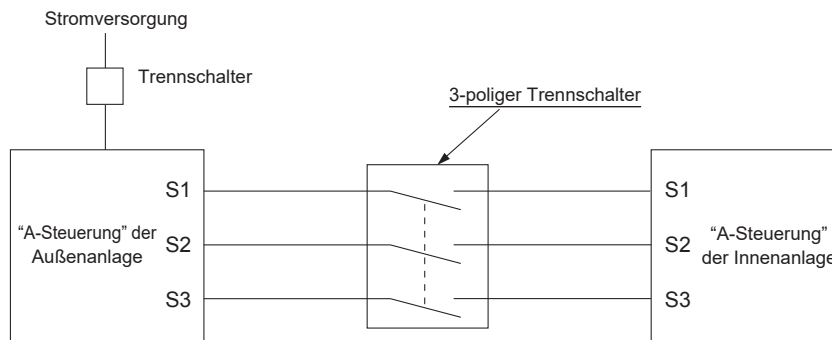 Stromversorgung
Trennschalter
3-poliger Trennschalter
S1
S1
“A-Steuerung” der
Außenanlage
S2
S2
“A-Steuerung”
der Innenanlage
S3
S3